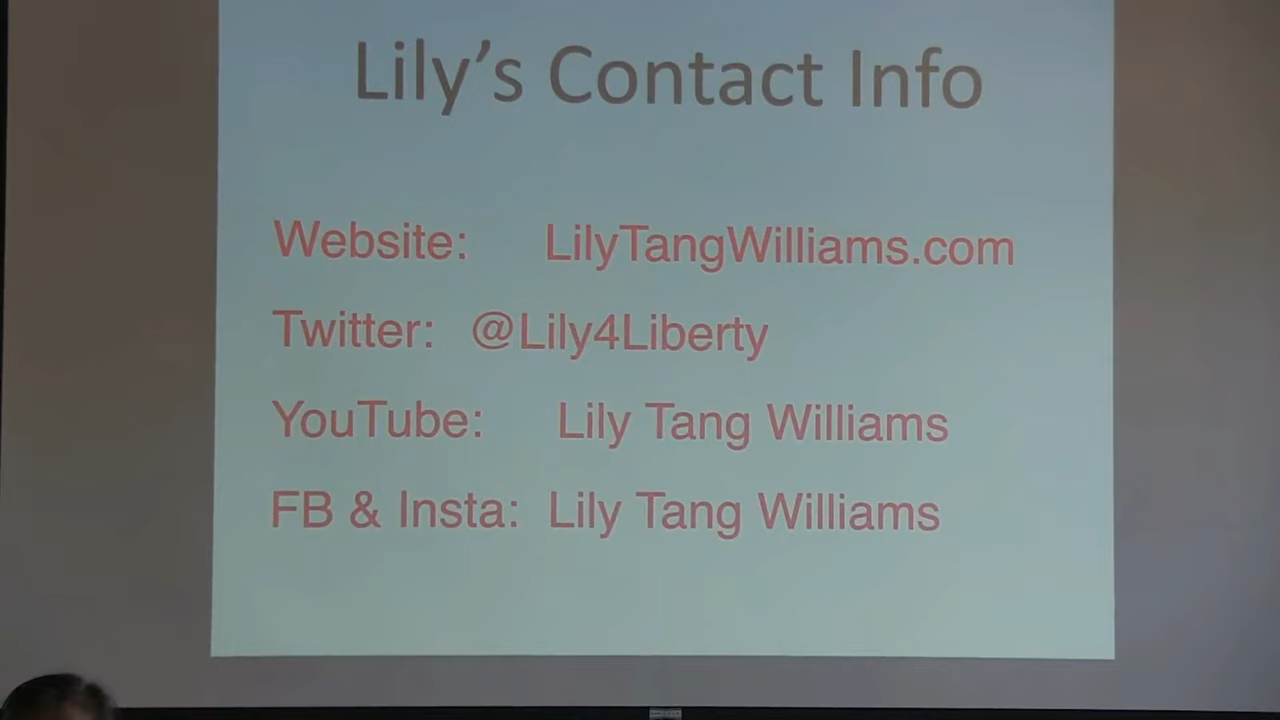 Lily’s Contact Info
Website: LilyTangWilliams.com
Twitter: @Lily4Liberty
YouTube: Lily Tang Williams
FB & Insta: Lily Tang Williams